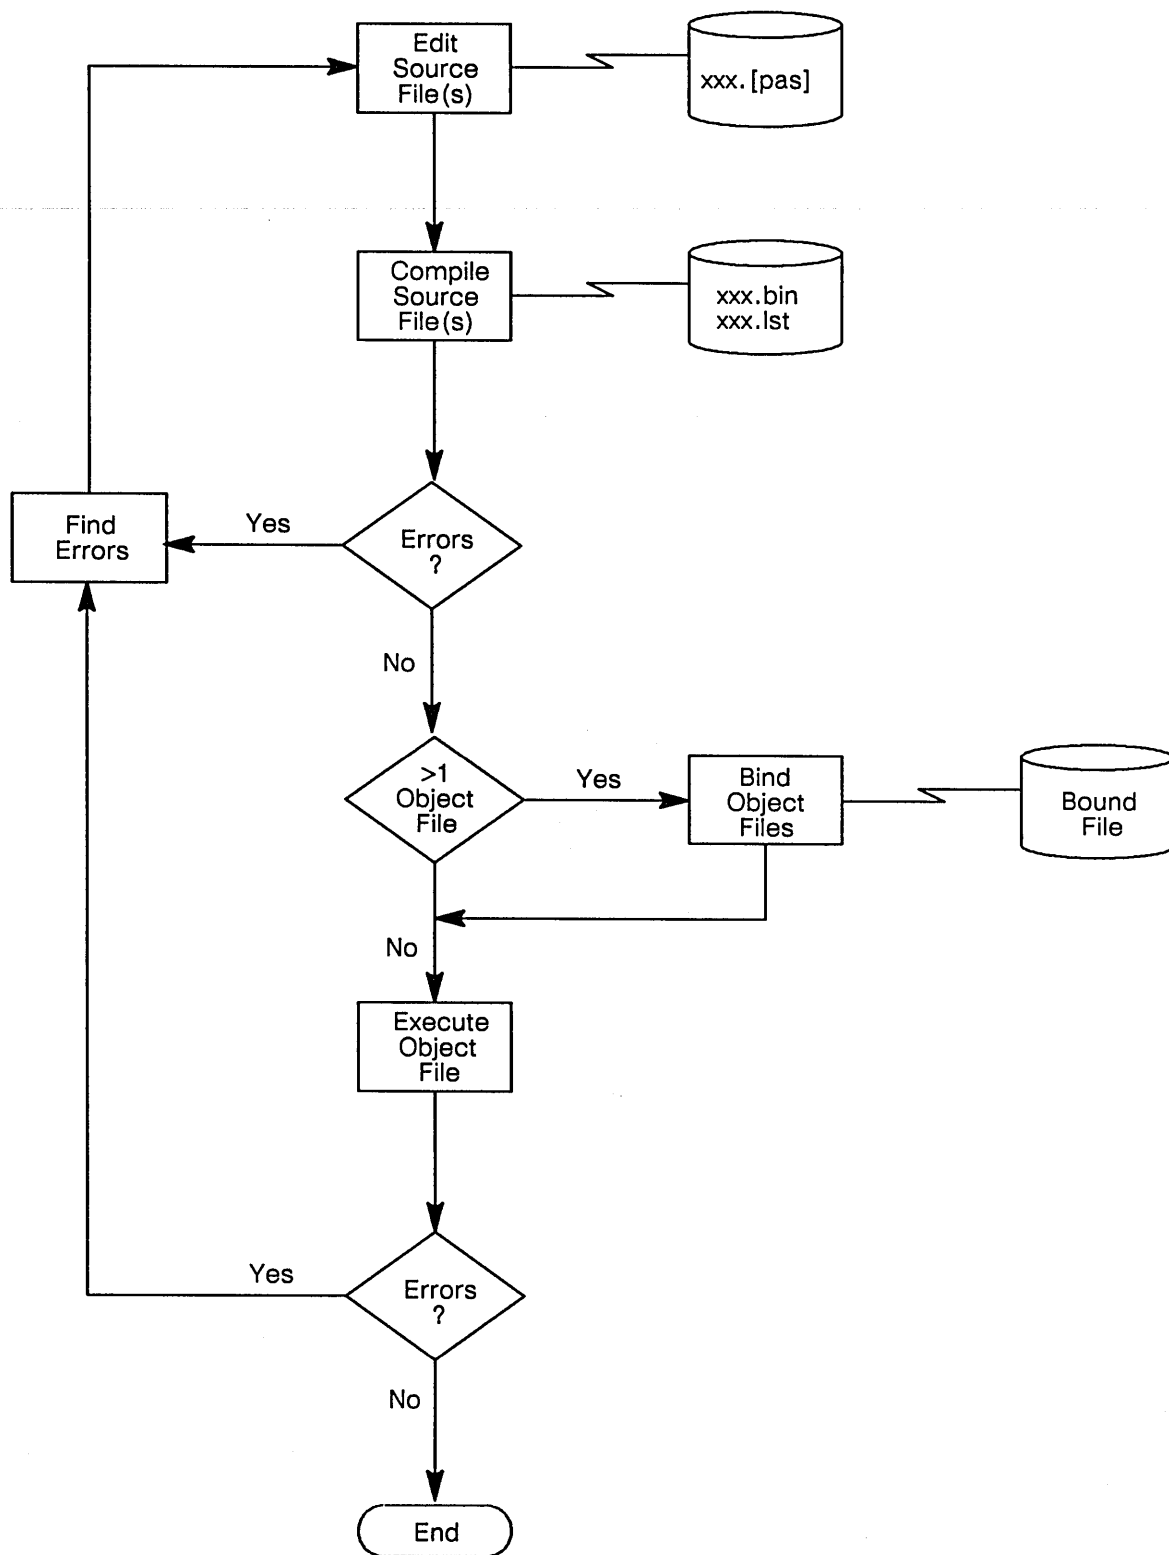 Edit
Source
File(s)
xxx.[pas]
Compile
Source
File(s)
xxx.bin
xxx.lst
Find
Errors
Yes
Errors
?
No
>1
Object
File
Yes
Bind
Object
Files
Bound
File
No
Execute
Object
File
Yes
Errors
?
No
End